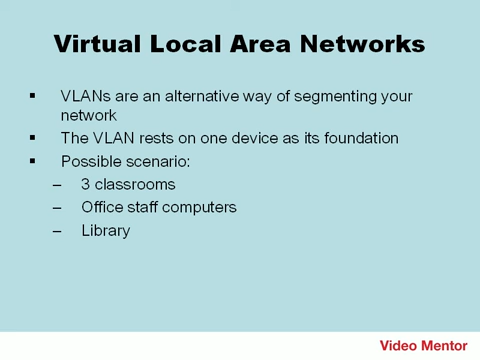 Virtual Local Area Networks
▪ VLANs are an alternative way of segmenting your
network
▪ The VLAN rests on one device as its foundation
▪ Possible scenario:
– 3 classrooms
– Office staff computers
– Library
Video Mentor